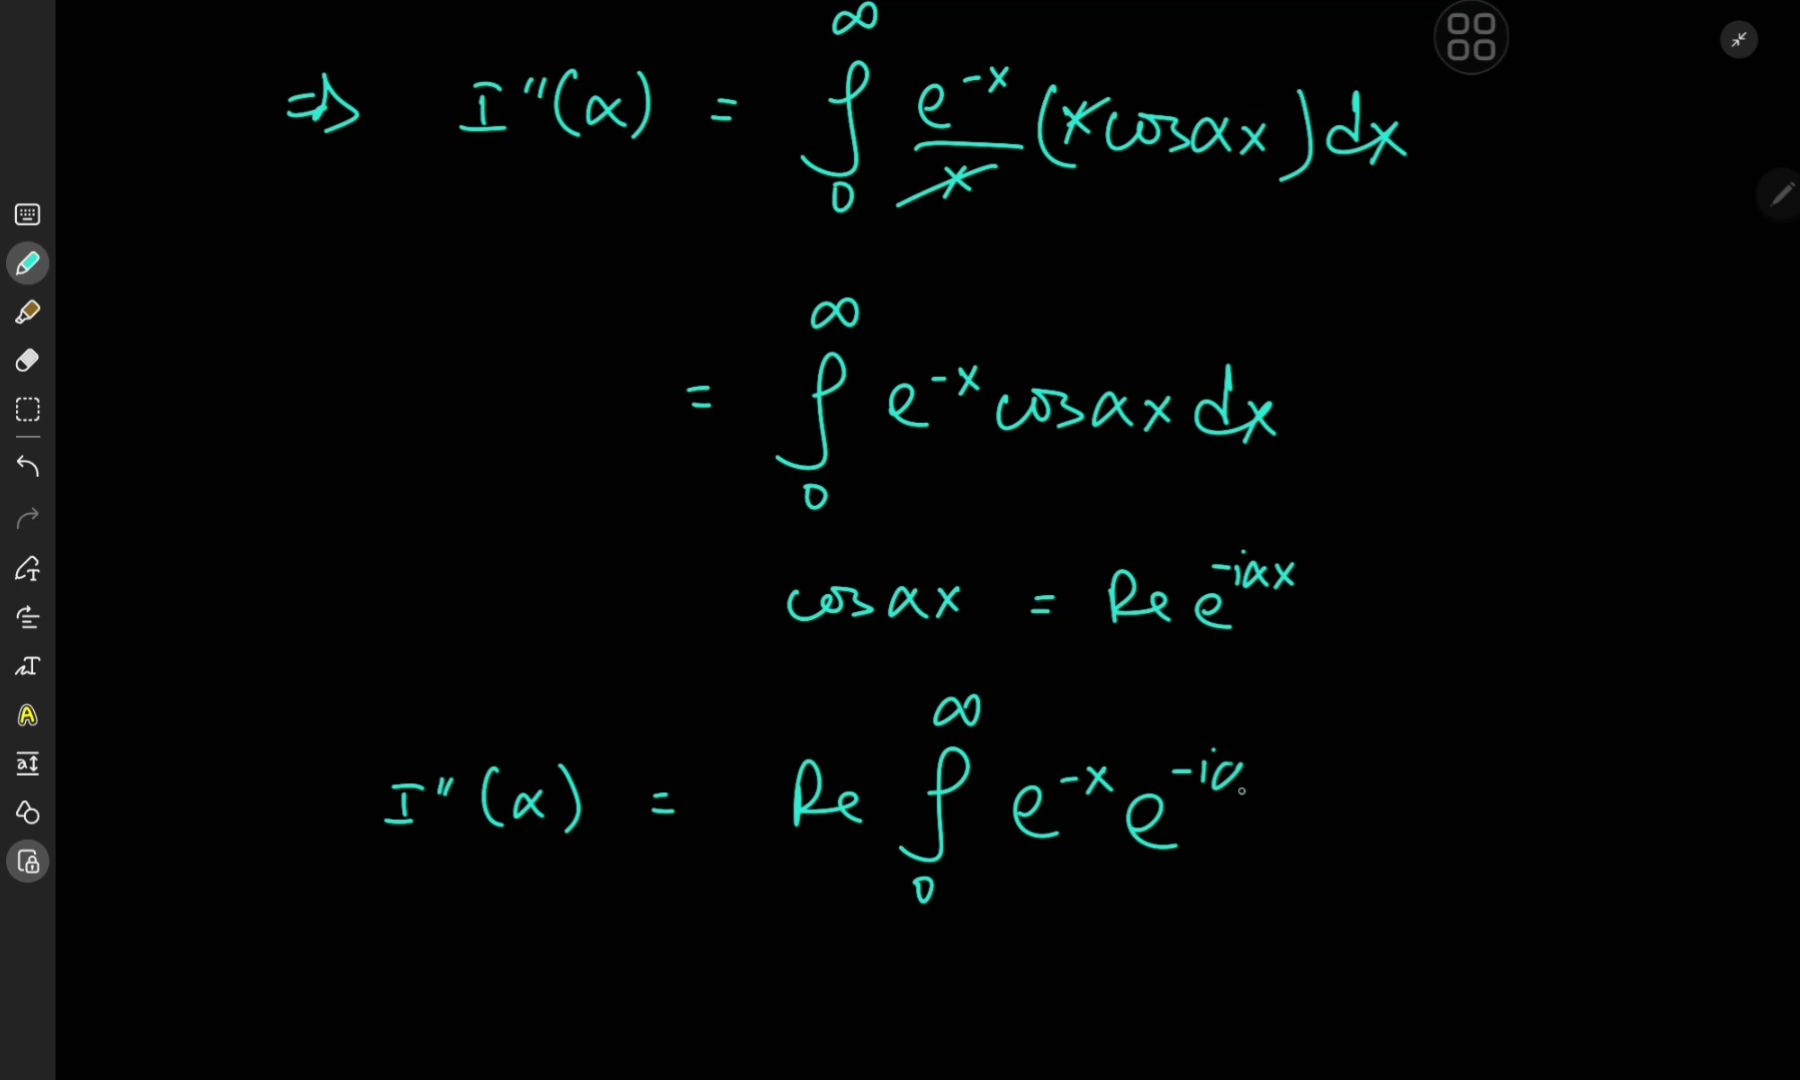 ⇒ I''(α) = ∫₀^∞ e^{-x}/x (x cos αx) dx
= ∫₀^∞ e^{-x} cos αx dx
cos αx = Re e^{-iαx}
I''(α) = Re ∫₀^∞ e^{-x} e^{-iα